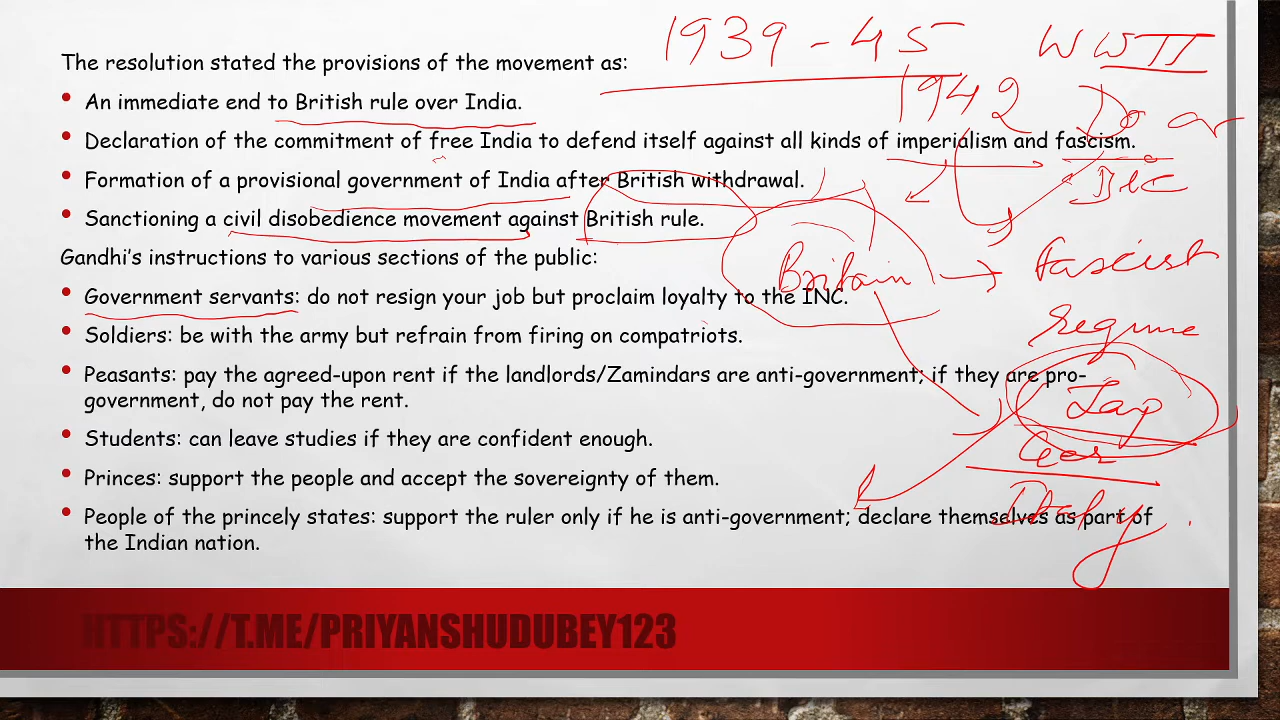 1939 - 45 WWII
The resolution stated the provisions of the movement as:
1942 Do or
• An immediate end to British rule over India.
• Declaration of the commitment of free India to defend itself against all kinds of imperialism and fascism.
• Formation of a provisional government of India after British withdrawal.
• Sanctioning a civil disobedience movement against British rule.
Gandhi's instructions to various sections of the public:
Britain → Fascist
• Government servants: do not resign your job but proclaim loyalty to the INC.
regime
• Soldiers: be with the army but refrain from firing on compatriots.
• Peasants: pay the agreed-upon rent if the landlords/Zamindars are anti-government; if they are pro-
government, do not pay the rent.
Jap
• Students: can leave studies if they are confident enough.
Ger
• Princes: support the people and accept the sovereignty of them.
Italy
• People of the princely states: support the ruler only if he is anti-government; declare themselves as part of
the Indian nation.
HTTPS://T.ME/PRIYANSHUDUBEY123